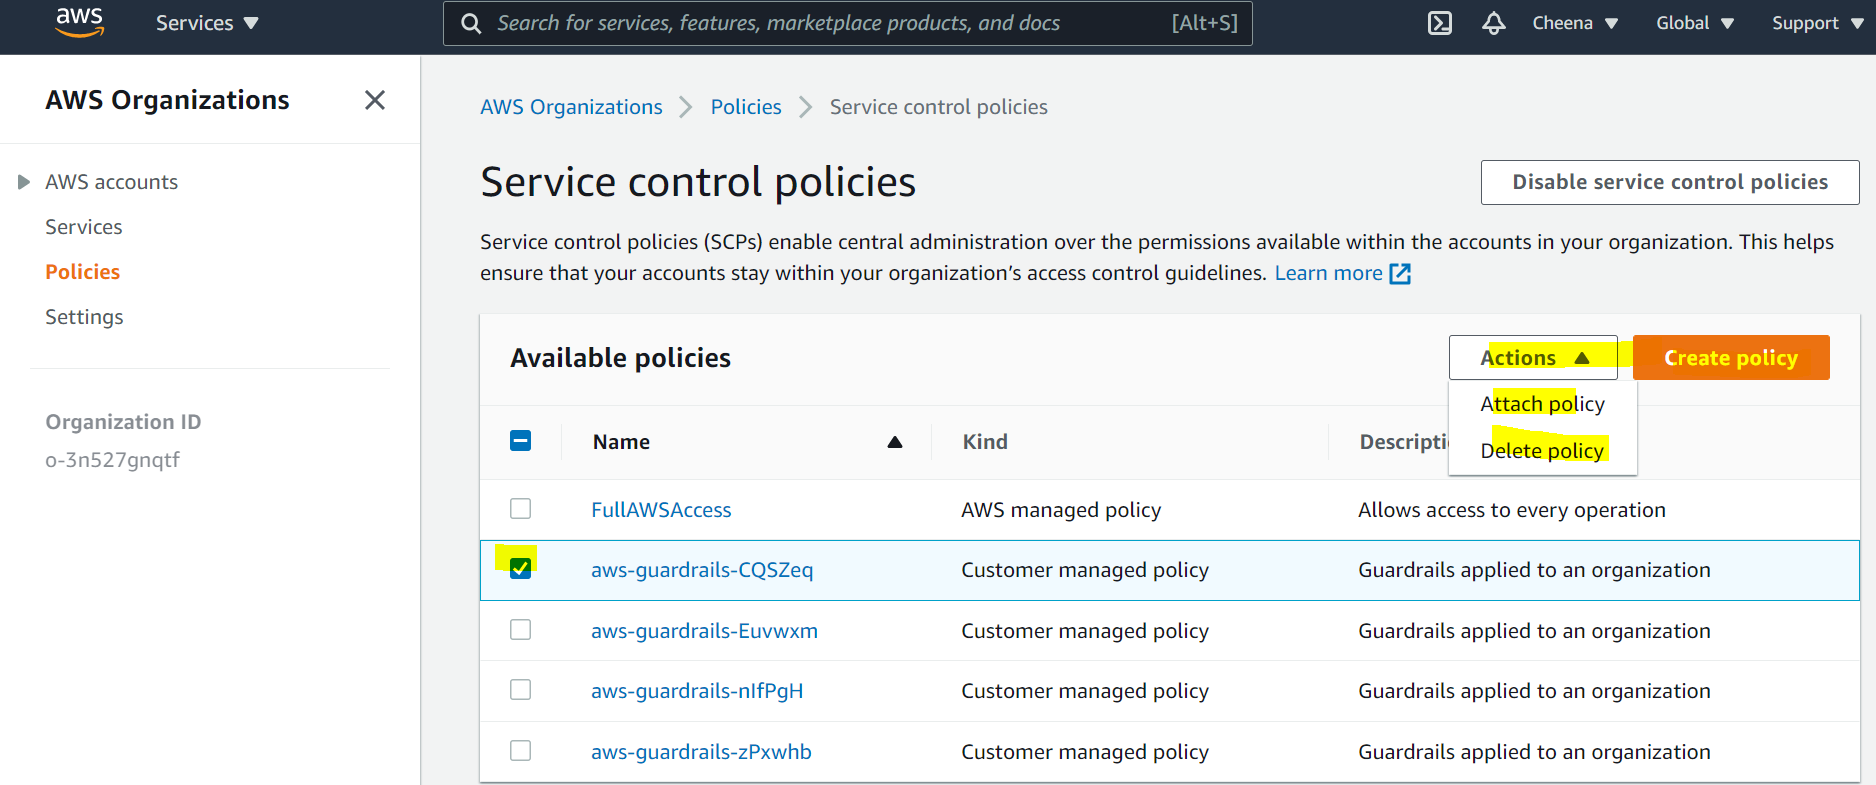 aws
Services
Search for services, features, marketplace products, and docs
[Alt+S]
Cheena
Global
Support
AWS Organizations
AWS accounts
Services
Policies
Settings
Organization ID
o-3n527gnqtf
AWS Organizations
Policies
Service control policies
Service control policies
Disable service control policies
Service control policies (SCPs) enable central administration over the permissions available within the accounts in your organization. This helps
ensure that your accounts stay within your organization’s access control guidelines. Learn more
Available policies
Actions
Create policy
Attach policy
Delete policy
Name
Kind
Descripti
FullAWSAccess
AWS managed policy
Allows access to every operation
aws-guardrails-CQSZeq
Customer managed policy
Guardrails applied to an organization
aws-guardrails-Euvwxm
Customer managed policy
Guardrails applied to an organization
aws-guardrails-nIfPgH
Customer managed policy
Guardrails applied to an organization
aws-guardrails-zPxwhb
Customer managed policy
Guardrails applied to an organization